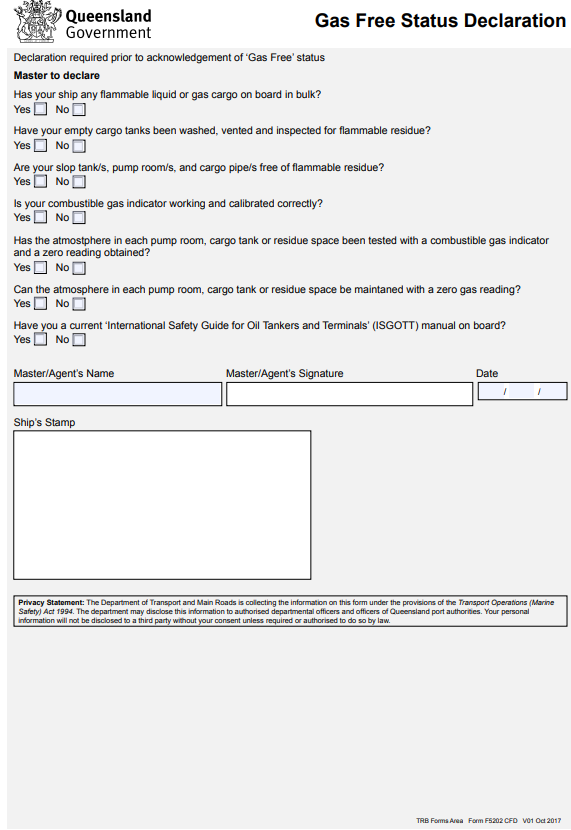 Queensland
Government
Gas Free Status Declaration
Declaration required prior to acknowledgement of ‘Gas Free’ status
Master to declare
Has your ship any flammable liquid or gas cargo on board in bulk?
Yes No
Have your empty cargo tanks been washed, vented and inspected for flammable residue?
Yes No
Are your slop tank/s, pump room/s, and cargo pipe/s free of flammable residue?
Yes No
Is your combustible gas indicator working and calibrated correctly?
Yes No
Has the atmostphere in each pump room, cargo tank or residue space been tested with a combustible gas indicator
and a zero reading obtained?
Yes No
Can the atmosphere in each pump room, cargo tank or residue space be maintaned with a zero gas reading?
Yes No
Have you a current ‘International Safety Guide for Oil Tankers and Terminals’ (ISGOTT) manual on board?
Yes No
Master/Agent’s Name Master/Agent’s Signature Date
/ /
Ship’s Stamp
Privacy Statement: The Department of Transport and Main Roads is collecting the information on this form under the provisions of the Transport Operations (Marine
Safety) Act 1994. The department may disclose this information to authorised departmental officers and officers of Queensland port authorities. Your personal
information will not be disclosed to a third party without your consent unless required or authorised to do so by law.
TRB Forms Area Form F5202 CFD V01 Oct 2017